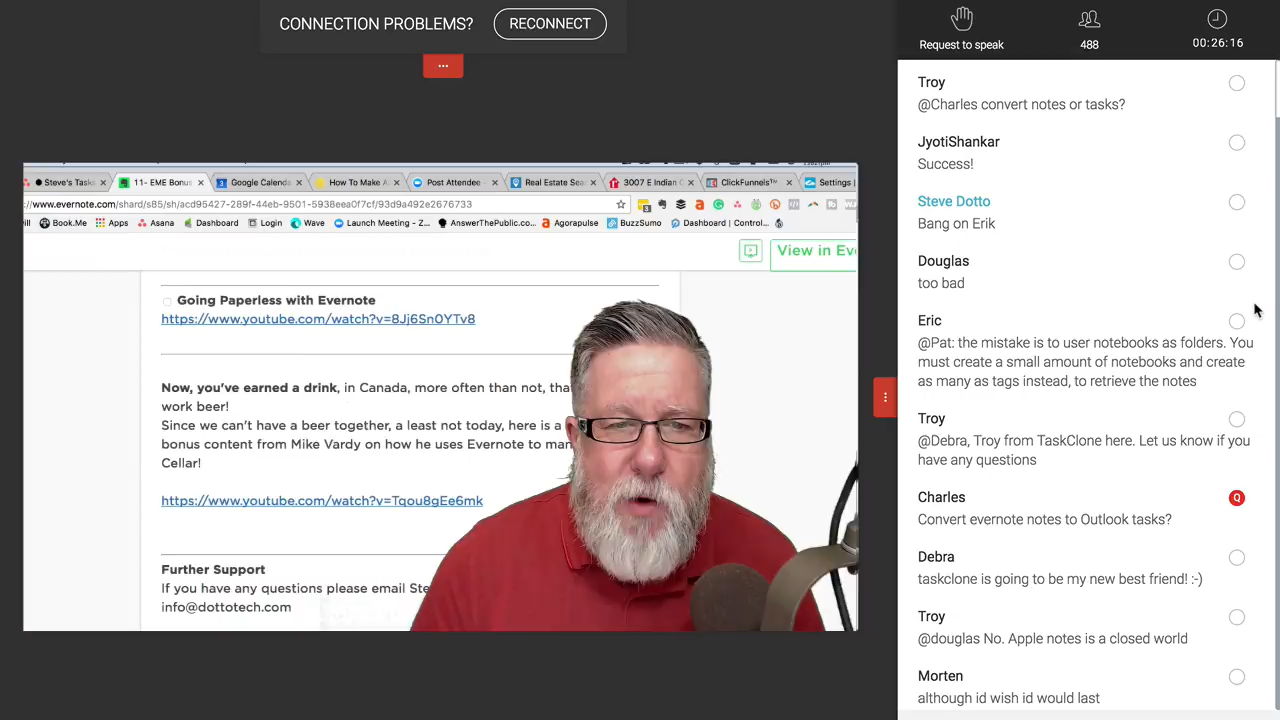 CONNECTION PROBLEMS?
RECONNECT
...
Request to speak
488
00:26:16
Steve's Tasks
11- EME Bonus
Google Calenda
How To Make A
Post Attendee -
Real Estate Sea
3007 E Indian
ClickFunnels™
Settings |
://www.evernote.com/shard/s85/sh/acd95427-289f-44eb-9501-5938eea0f7cf/93d9a492e2676733
Book.Me
Apps
Asana
Dashboard
Login
Wave
Launch Meeting - Z...
AnswerThePublic.co...
Agorapulse
BuzzSumo
Dashboard | Control...
View in Eve
Going Paperless with Evernote
https://www.youtube.com/watch?v=8Jj6Sn0YTv8
Now, you've earned a drink, in Canada, more often than not, tha
work beer!
Since we can't have a beer together, a least not today, here is a
bonus content from Mike Vardy on how he uses Evernote to man
Cellar!
https://www.youtube.com/watch?v=Tqou8gEe6mk
Further Support
If you have any questions please email Ste
info@dottotech.com
Troy
@Charles convert notes or tasks?
JyotiShankar
Success!
Steve Dotto
Bang on Erik
Douglas
too bad
Eric
@Pat: the mistake is to user notebooks as folders. You
must create a small amount of notebooks and create
as many as tags instead, to retrieve the notes
Troy
@Debra, Troy from TaskClone here. Let us know if you
have any questions
Charles
Q
Convert evernote notes to Outlook tasks?
Debra
taskclone is going to be my new best friend! :-)
Troy
@douglas No. Apple notes is a closed world
Morten
although id wish id would last